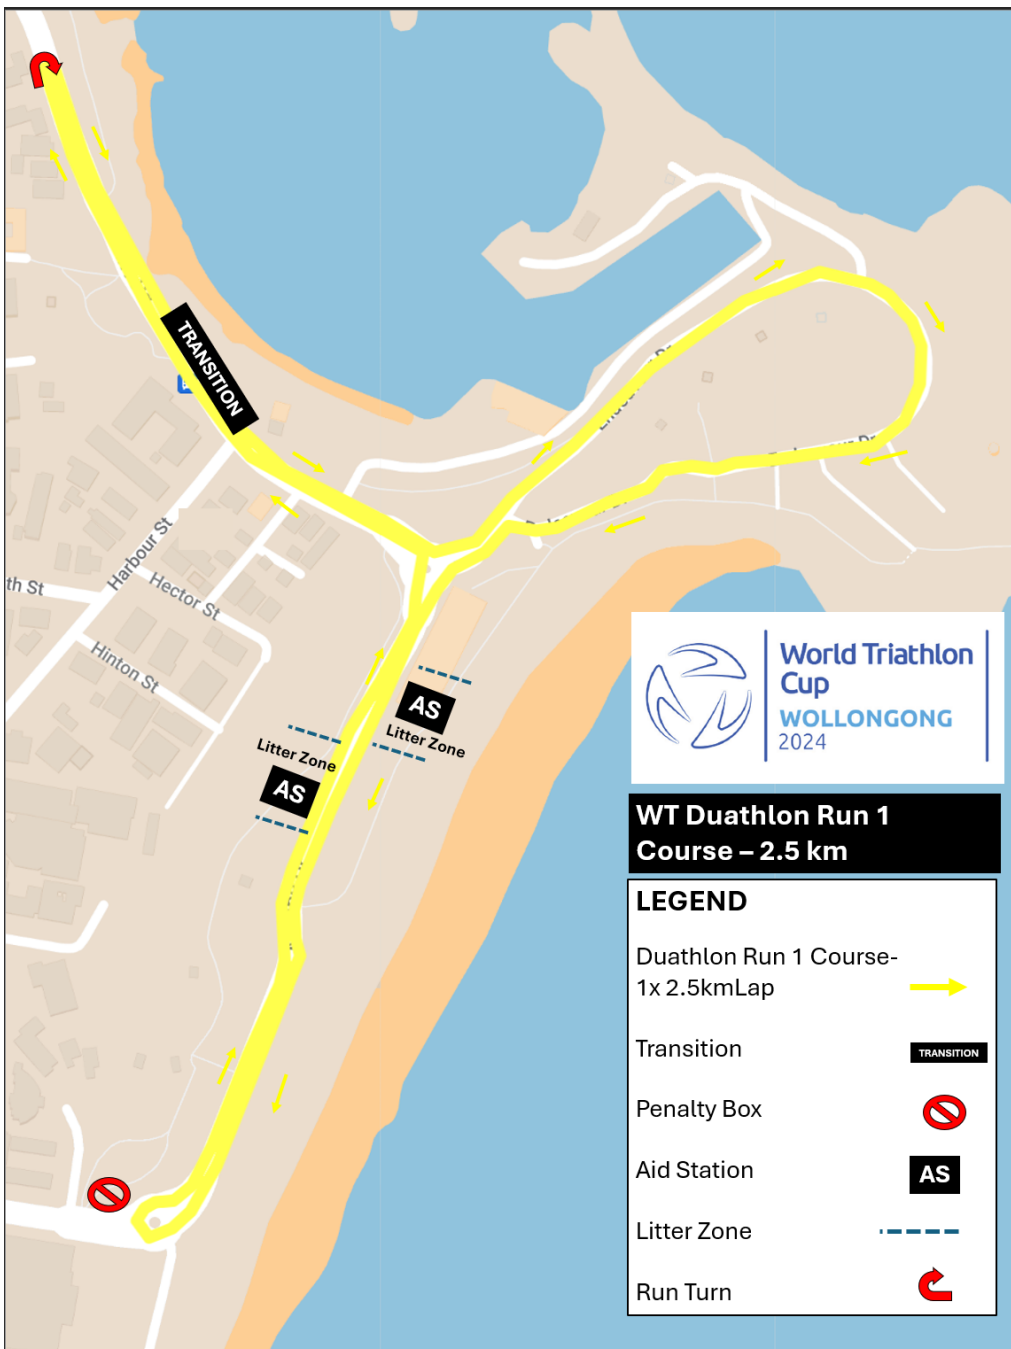 TRANSITION
Harbour St
Hector St
th St
Hinton St
AS
Litter Zone
Litter Zone
AS
World Triathlon
Cup
WOLLONGONG
2024
WT Duathlon Run 1
Course – 2.5 km
LEGEND
Duathlon Run 1 Course-
1x 2.5kmLap
Transition
TRANSITION
Penalty Box
Aid Station
AS
Litter Zone
Run Turn